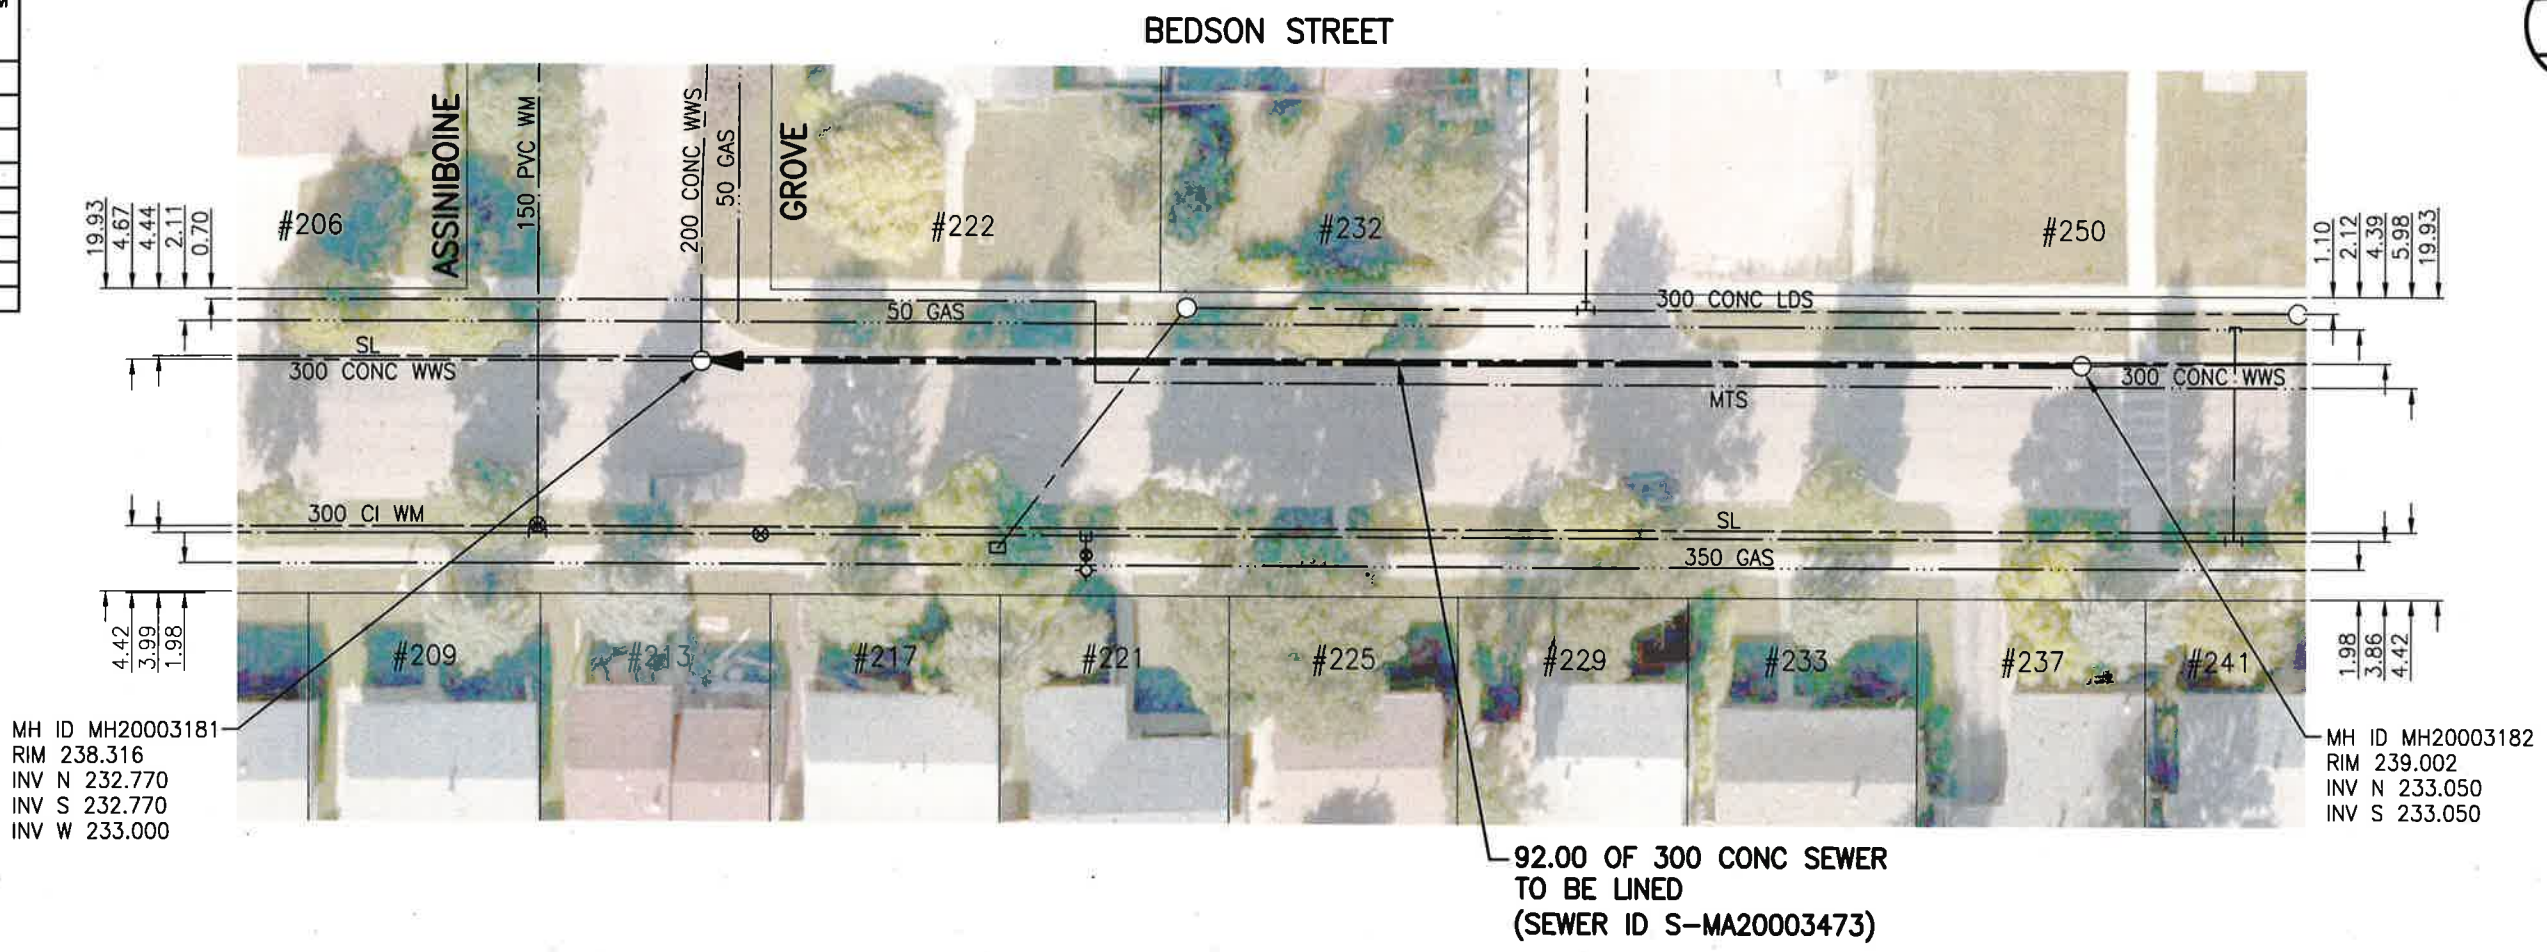 BEDSON STREET
ASSINIBOINE
150 PVC WM
200 CONC WWS
50 GAS
GROVE
#206
#222
#232
#250
19.93
4.67
4.44
2.11
0.70
1.10
2.12
4.39
5.98
19.93
50 GAS
300 CONC LDS
SL
300 CONC WWS
300 CONC WWS
MTS
300 CI WM
SL
350 GAS
4.42
3.99
1.98
1.98
3.86
4.42
#209
#213
#217
#221
#225
#229
#233
#237
#241
MH ID MH20003181
RIM 238.316
INV N 232.770
INV S 232.770
INV W 233.000
MH ID MH20003182
RIM 239.002
INV N 233.050
INV S 233.050
92.00 OF 300 CONC SEWER
TO BE LINED
(SEWER ID S-MA20003473)